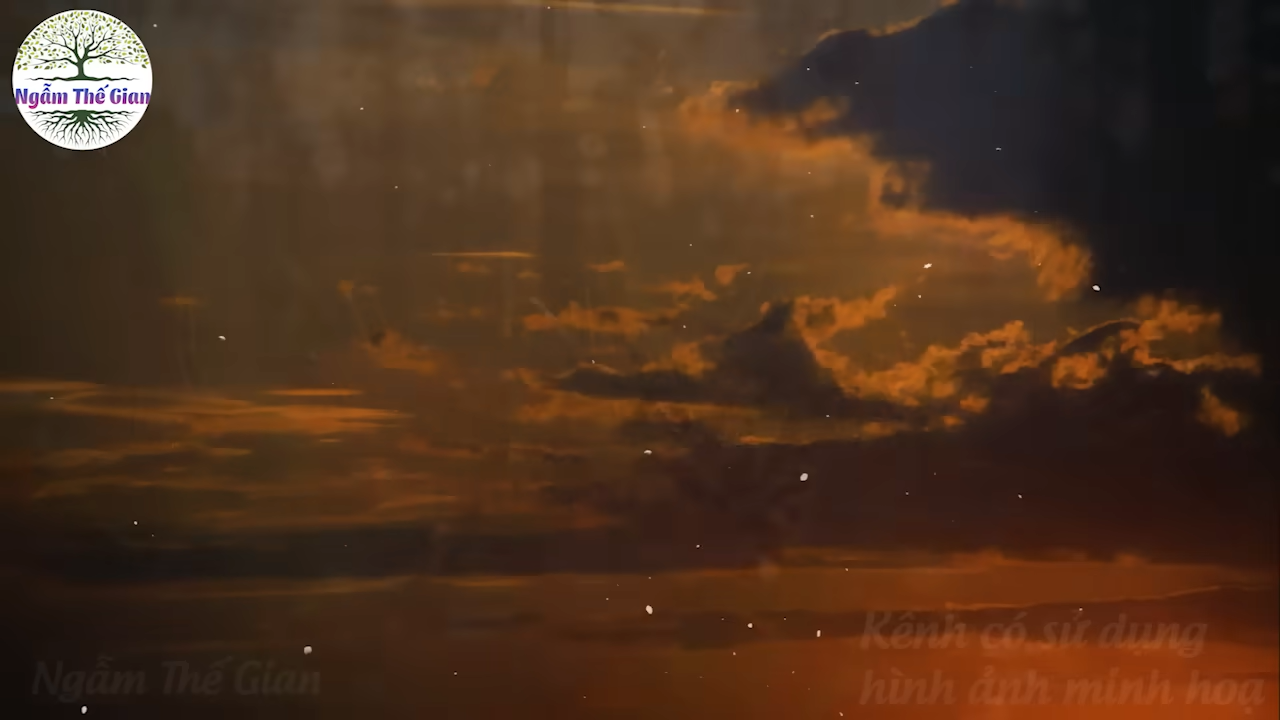 Ngẫm Thế Gian
Kênh có sử dụng
hình ảnh minh hoạ
Ngẫm Thế Gian